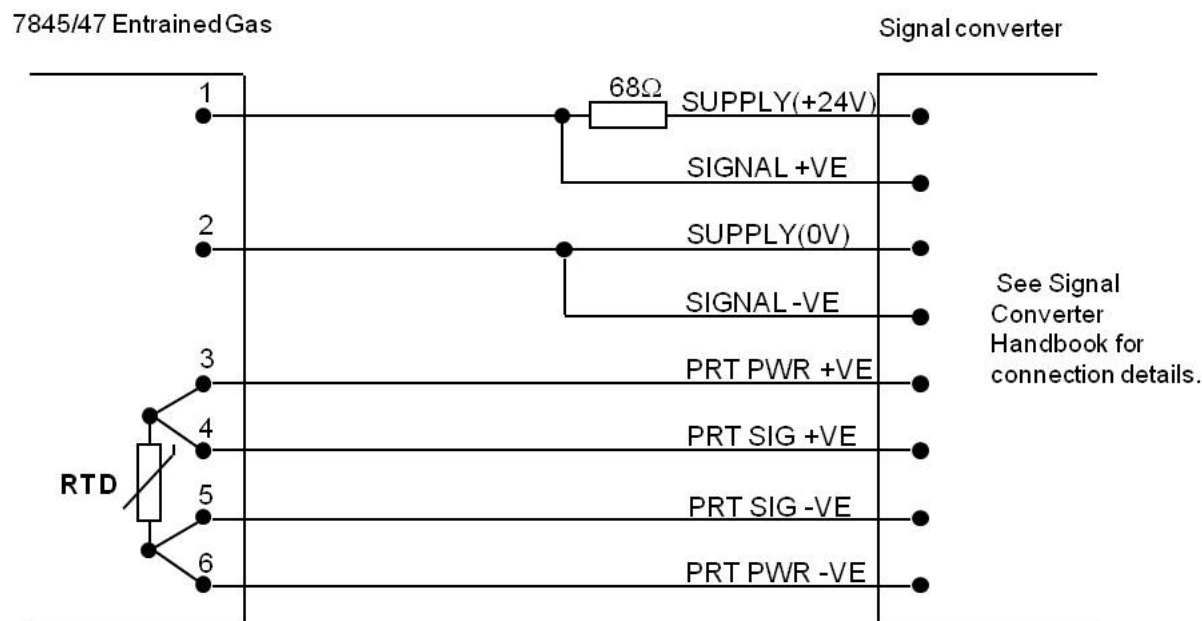 7845/47 Entrained Gas
Signal converter
1
68Ω
SUPPLY(+24V)
SIGNAL +VE
2
SUPPLY(0V)
SIGNAL -VE
See Signal
Converter
Handbook for
connection details.
3
PRT PWR +VE
4
PRT SIG +VE
RTD
5
PRT SIG -VE
6
PRT PWR -VE